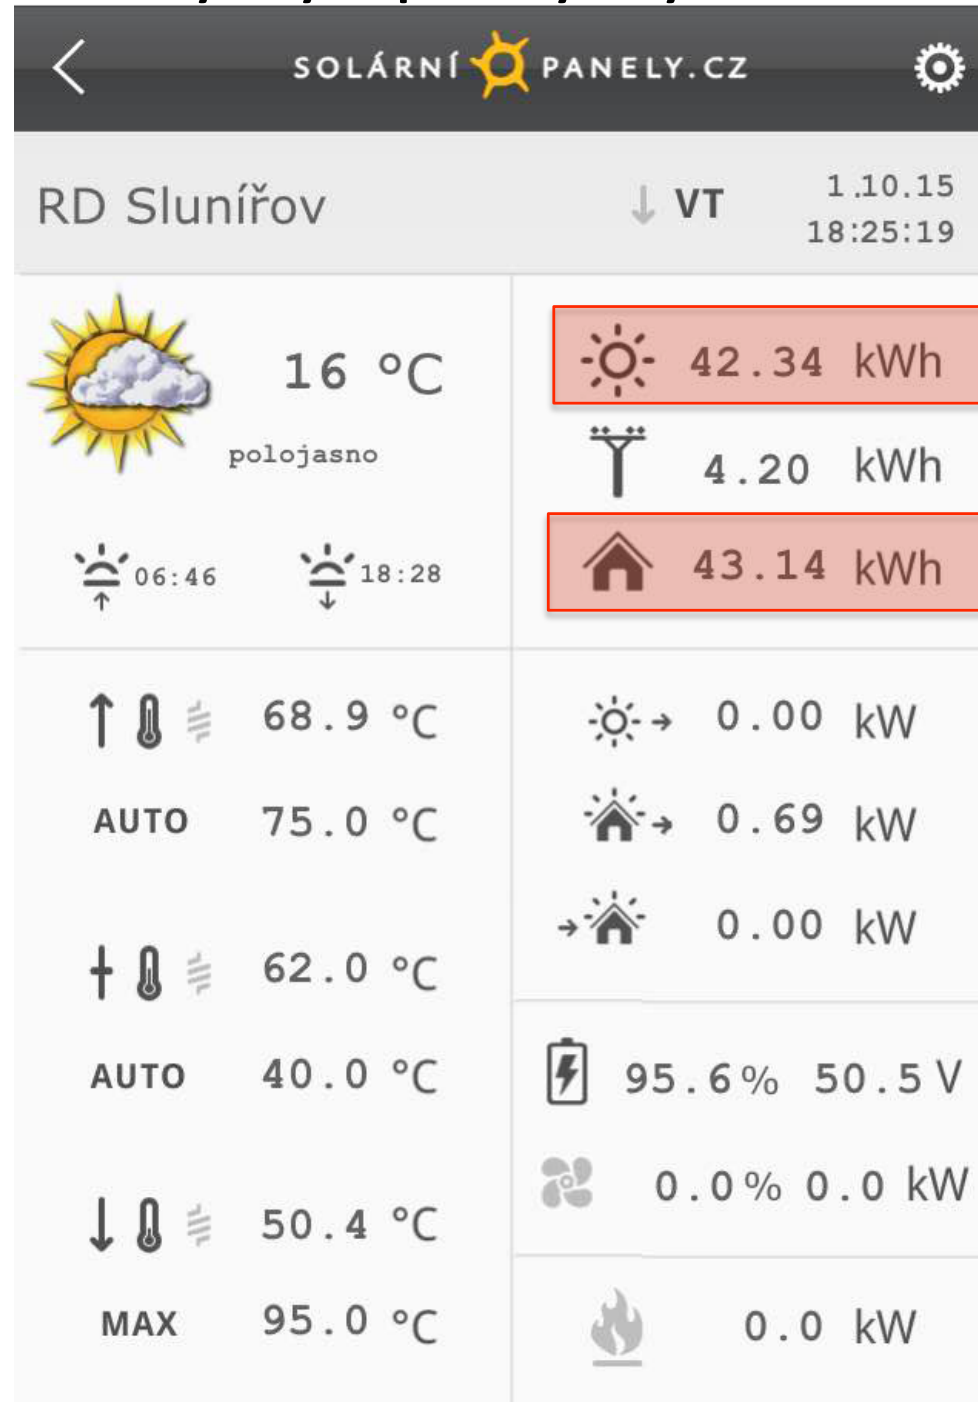 SOLÁRNÍ PANELY.CZ
RD Slunířov
VT
1.10.15
18:25:19
16 °C
polojasno
06:46
18:28
42.34 kWh
4.20 kWh
43.14 kWh
68.9 °C
AUTO 75.0 °C
62.0 °C
AUTO 40.0 °C
50.4 °C
MAX 95.0 °C
0.00 kW
0.69 kW
0.00 kW
95.6% 50.5 V
0.0% 0.0 kW
0.0 kW